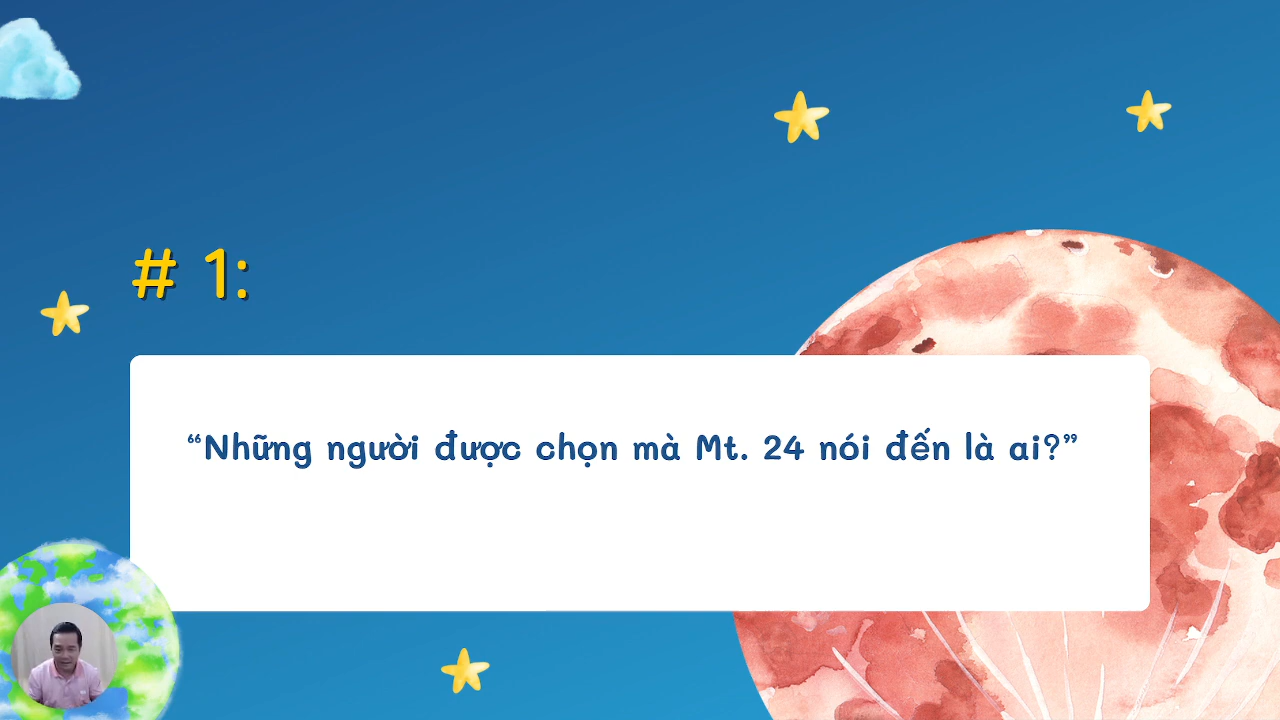 # 1:
“Những người được chọn mà Mt. 24 nói đến là ai?”